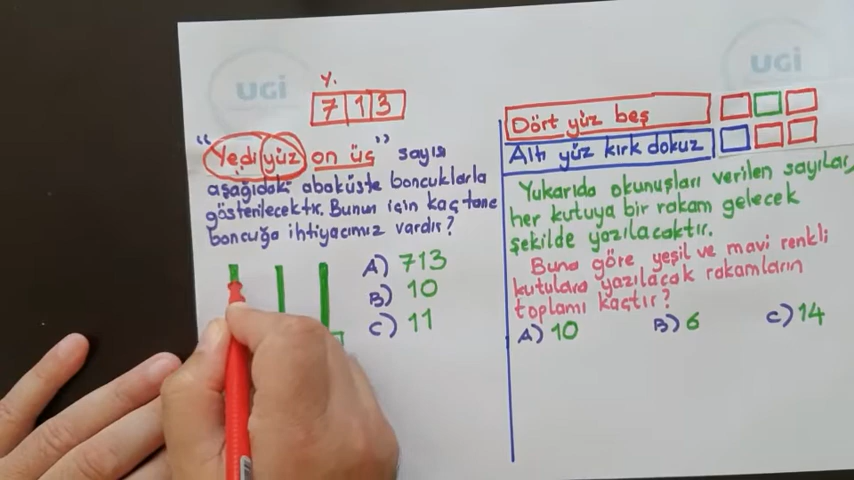 UGi
UGi
Y.
7 1 3
"Yedi yüz on üç" sayısı
aşağıdaki abaküste boncuklarla
gösterilecektir. Bunun için kaç tane
boncuğa ihtiyacımız vardır?
A) 713
B) 10
C) 11
Dört yüz beş
Altı yüz kırk dokuz
Yukarıda okunuşları verilen sayılar,
her kutuya bir rakam gelecek
şekilde yazılacaktır.
Buna göre yeşil ve mavi renkli
kutulara yazılacak rakamların
toplamı kaçtır?
A) 10 B) 6 C) 14